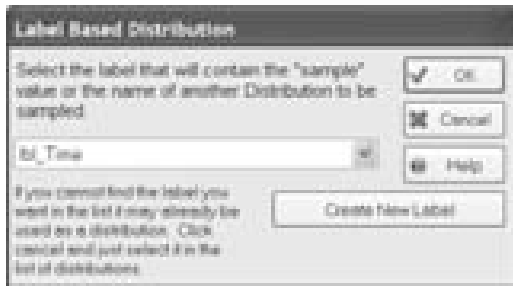 Label Based Distribution
Select the label that will contain the "sample"
value or the name of another Distribution to be
sampled.
OK
Cancel
lbl_Time
Help
If you cannot find the label you
want in the list it may already be
used as a distribution. Click
cancel and just select it in the
list of distributions.
Create New Label